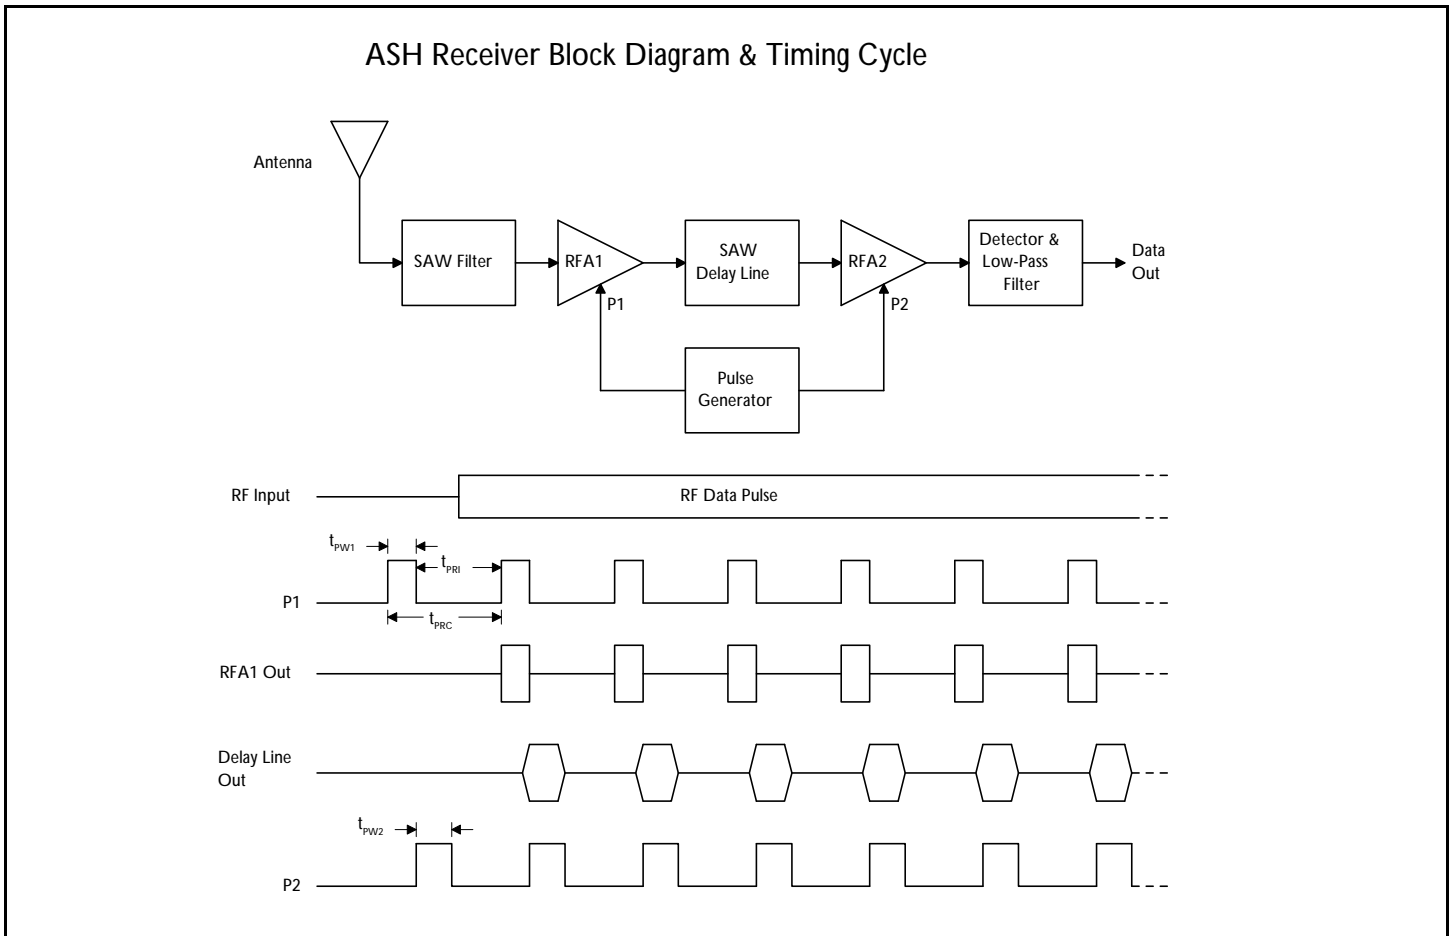 ASH Receiver Block Diagram & Timing Cycle
Antenna
SAW Filter
RFA1
SAW
Delay Line
RFA2
Detector &
Low-Pass
Filter
Data
Out
P1
P2
Pulse
Generator
RF Input
RF Data Pulse
tPW1
tPRI
P1
tPRC
RFA1 Out
Delay Line
Out
tPW2
P2